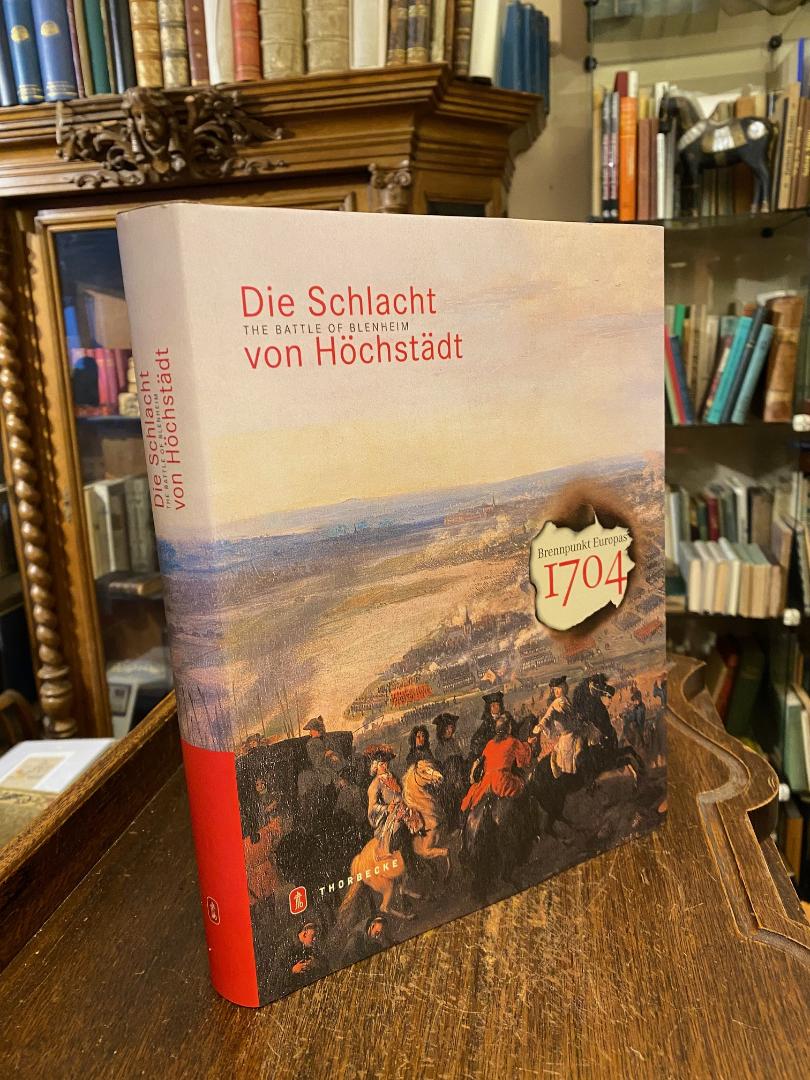 Die Schlacht
THE BATTLE OF BLENHEIM
von Höchstädt
Die Schlacht
THE BATTLE OF BLENHEIM
von Höchstädt
Brennpunkt Europas
1704
THORBECKE